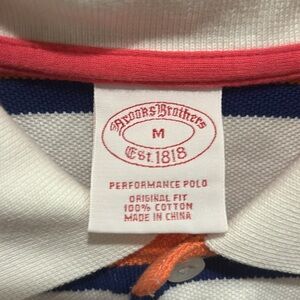 Brooks Brothers
M
Est. 1818
PERFORMANCE POLO
ORIGINAL FIT
100% COTTON
MADE IN CHINA